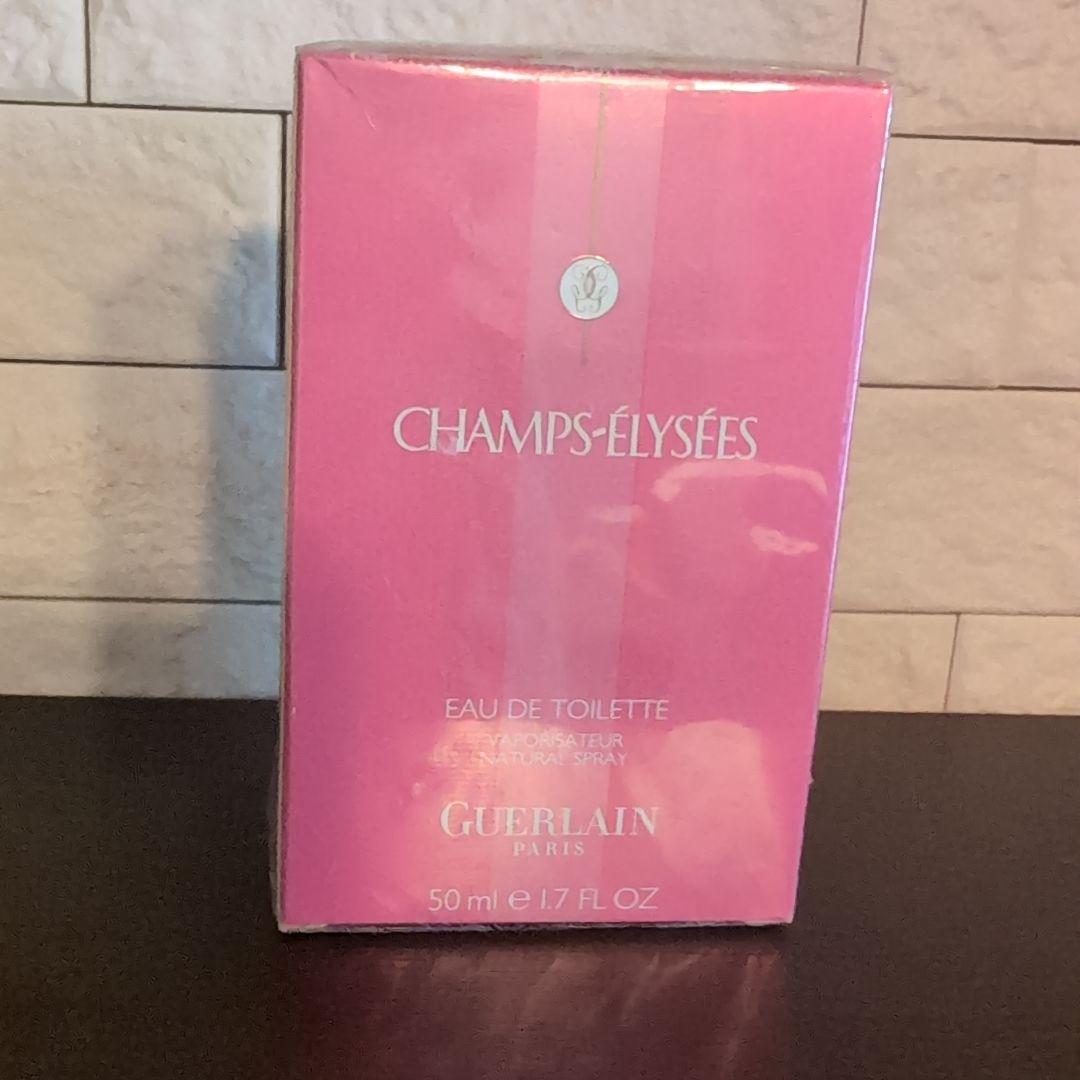 CHAMPS-ÉLYSÉES
EAU DE TOILETTE
VAPORISATEUR
NATURAL SPRAY
GUERLAIN
PARIS
50 ml e 1.7 FL OZ